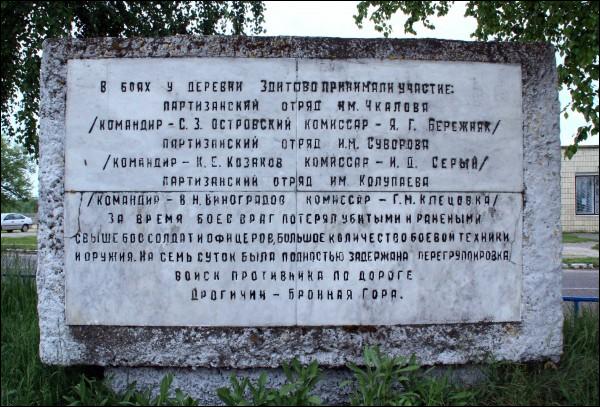 В БОЯХ У ДЕРЕВНИ ЗДИТОВО ПРИНИМАЛИ УЧАСТИЕ:
ПАРТИЗАНСКИЙ ОТРЯД ИМ. ЧКАЛОВА
/КОМАНДИР - С. З. ОСТРОВСКИЙ КОМИССАР - Я. Г. БЕРЕЖНЯК/
ПАРТИЗАНСКИЙ ОТРЯД ИМ. СУВОРОВА
/КОМАНДИР - К. Е. КОЗАКОВ КОМАССАР - И. Д. СЕРЫЙ/
ПАРТИЗАНСКИЙ ОТРЯД ИМ. КОЛУПАЕВА
/КОМАНДИР - В. Н. ВИНОГРАДОВ КОМИССАР - Г. М. КЛЕЦОВКА/
ЗА ВРЕМЯ БОЕВ ВРАГ ПОТЕРЯЛ УБИТЫМИ И РАНЕНЫМИ
СВЫШЕ 600 СОЛДАТ И ОФИЦЕРОВ, БОЛЬШОЕ КОЛИЧЕСТВО БОЕВОЙ ТЕХНИКИ
И ОРУЖИЯ. НА СЕМЬ СУТОК БЫЛА ПОЛНОСТЬЮ ЗАДЕРЖАНА ПЕРЕГРУППИРОВКА
ВОЙСК ПРОТИВНИКА ПО ДОРОГЕ
ДРОГИЧИН - БРОННАЯ ГОРА.